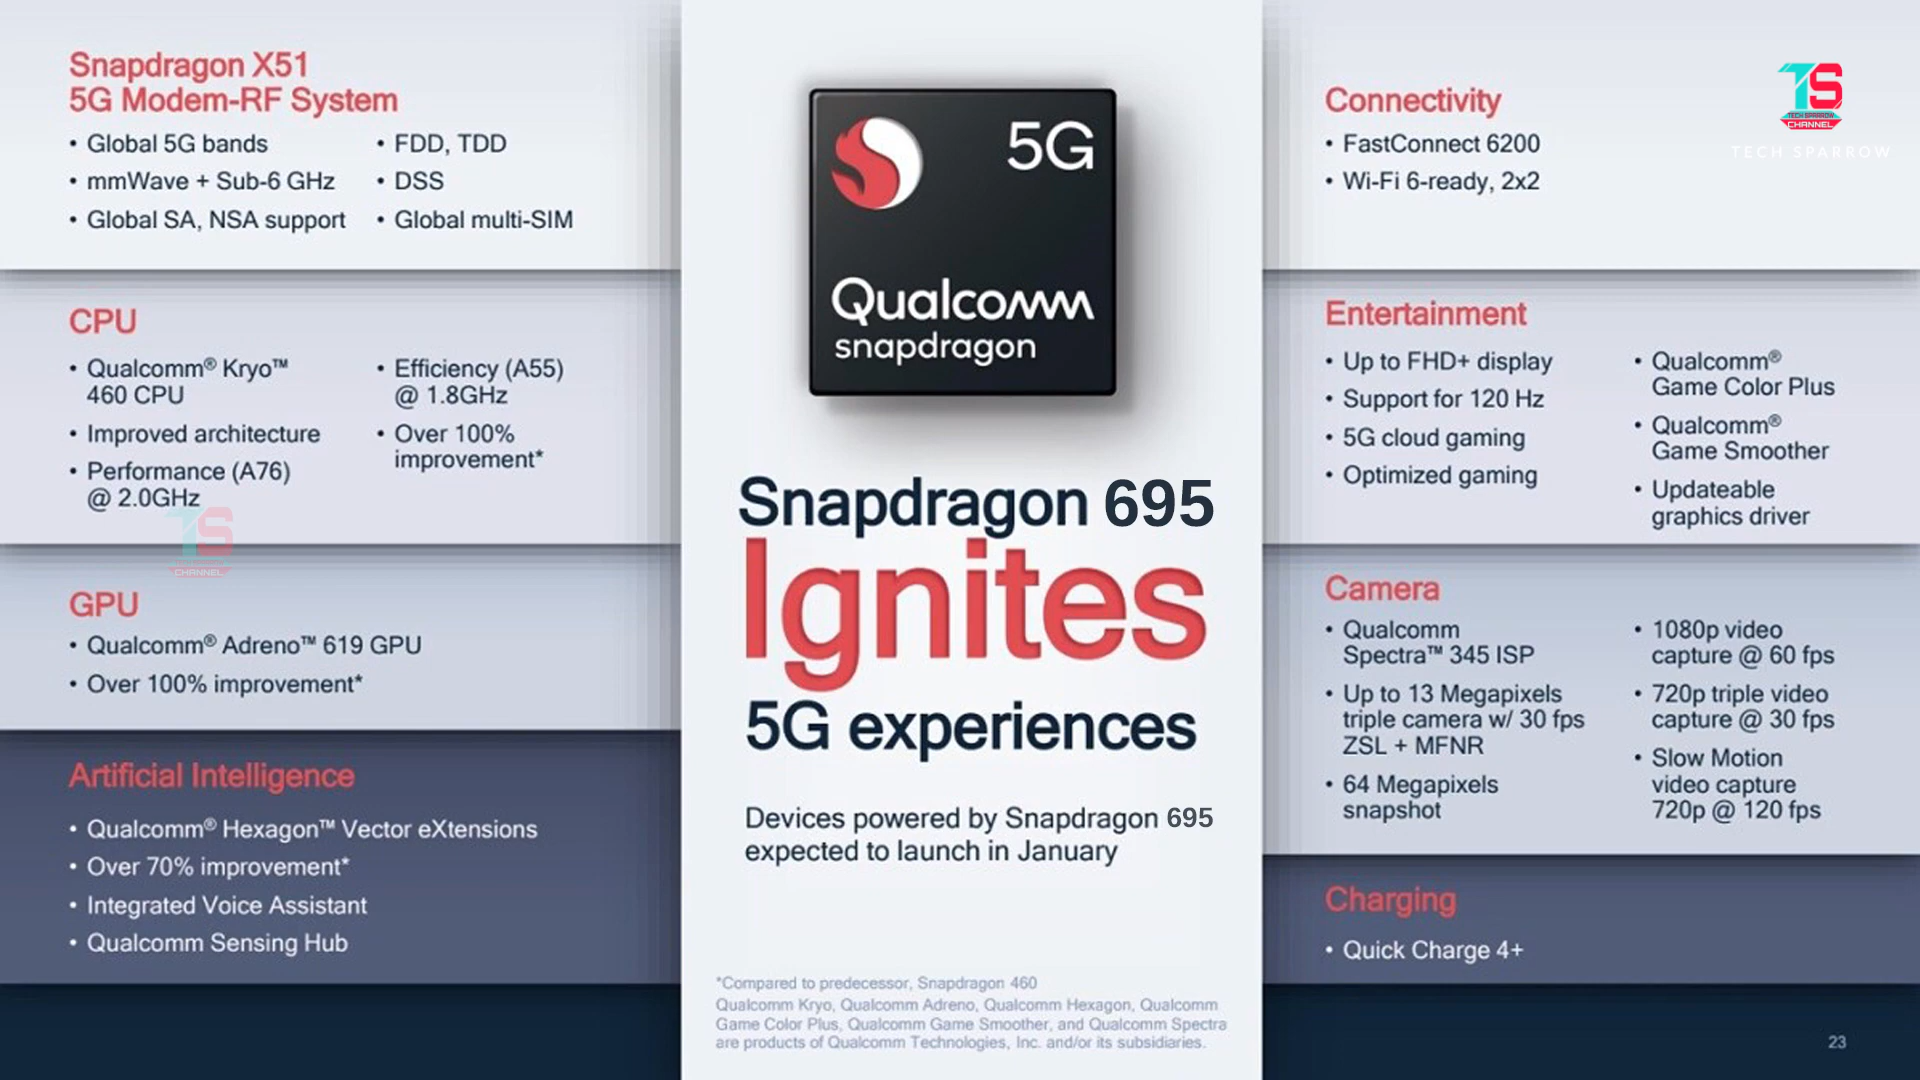 Snapdragon X51
5G Modem-RF System
• Global 5G bands
• mmWave + Sub-6 GHz
• Global SA, NSA support
• FDD, TDD
• DSS
• Global multi-SIM
CPU
• Qualcomm® Kryo™
460 CPU
• Improved architecture
• Performance (A76)
@ 2.0GHz
• Efficiency (A55)
@ 1.8GHz
• Over 100%
improvement*
TS
CHANNEL
GPU
• Qualcomm® Adreno™ 619 GPU
• Over 100% improvement*
Artificial Intelligence
• Qualcomm® Hexagon™ Vector eXtensions
• Over 70% improvement*
• Integrated Voice Assistant
• Qualcomm Sensing Hub
5G
Qualcomm
snapdragon
Snapdragon 695
Ignites
5G experiences
Devices powered by Snapdragon 695
expected to launch in January
*Compared to predecessor, Snapdragon 460
Qualcomm Kryo, Qualcomm Adreno, Qualcomm Hexagon, Qualcomm
Game Color Plus, Qualcomm Game Smoother, and Qualcomm Spectra
are products of Qualcomm Technologies, Inc. and/or its subsidiaries.
Connectivity
• FastConnect 6200
• Wi-Fi 6-ready, 2x2
TS
TECH SPARROW
CHANNEL
TECH SPARROW
Entertainment
• Up to FHD+ display
• Support for 120 Hz
• 5G cloud gaming
• Optimized gaming
• Qualcomm®
Game Color Plus
• Qualcomm®
Game Smoother
• Updateable
graphics driver
Camera
• Qualcomm
Spectra™ 345 ISP
• Up to 13 Megapixels
triple camera w/ 30 fps
ZSL + MFNR
• 64 Megapixels
snapshot
• 1080p video
capture @ 60 fps
• 720p triple video
capture @ 30 fps
• Slow Motion
video capture
720p @ 120 fps
Charging
• Quick Charge 4+
23